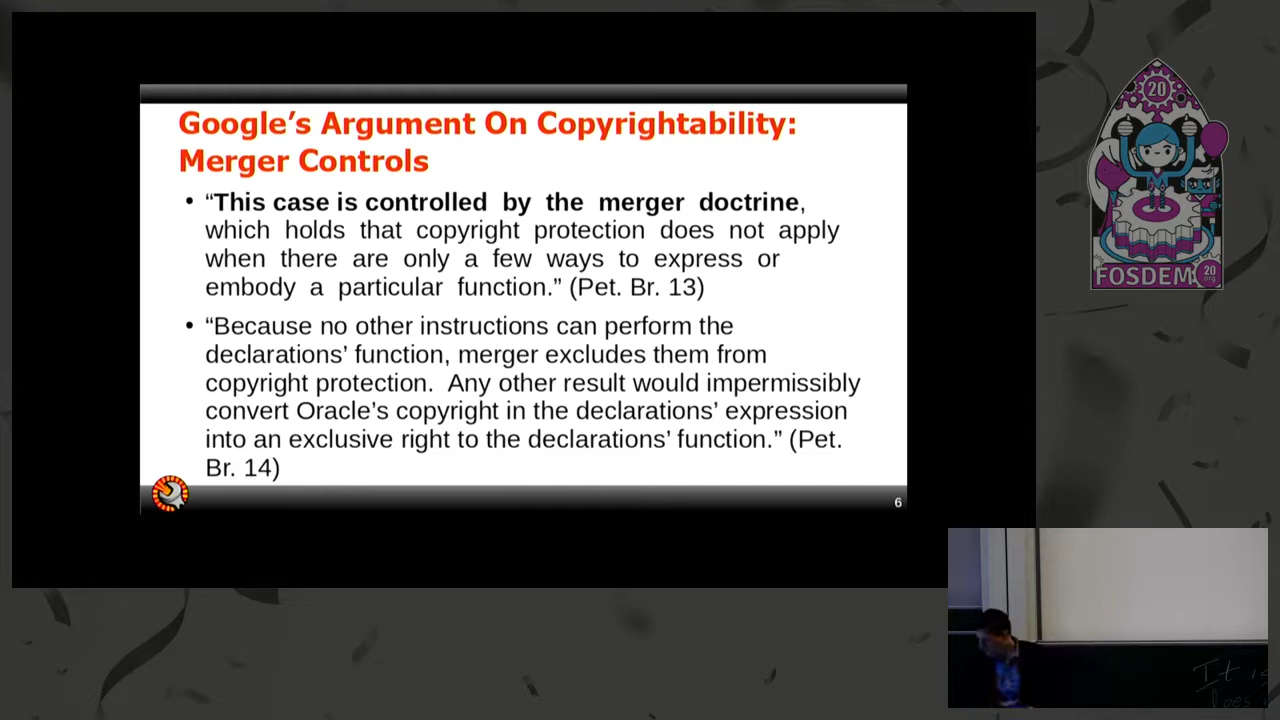 Google's Argument On Copyrightability:
Merger Controls
• “This case is controlled by the merger doctrine,
which holds that copyright protection does not apply
when there are only a few ways to express or
embody a particular function.” (Pet. Br. 13)
• “Because no other instructions can perform the
declarations’ function, merger excludes them from
copyright protection.  Any other result would impermissibly
convert Oracle’s copyright in the declarations’ expression
into an exclusive right to the declarations’ function.” (Pet.
Br. 14)
6
20
FOSDEM
20
.org
It is
Does